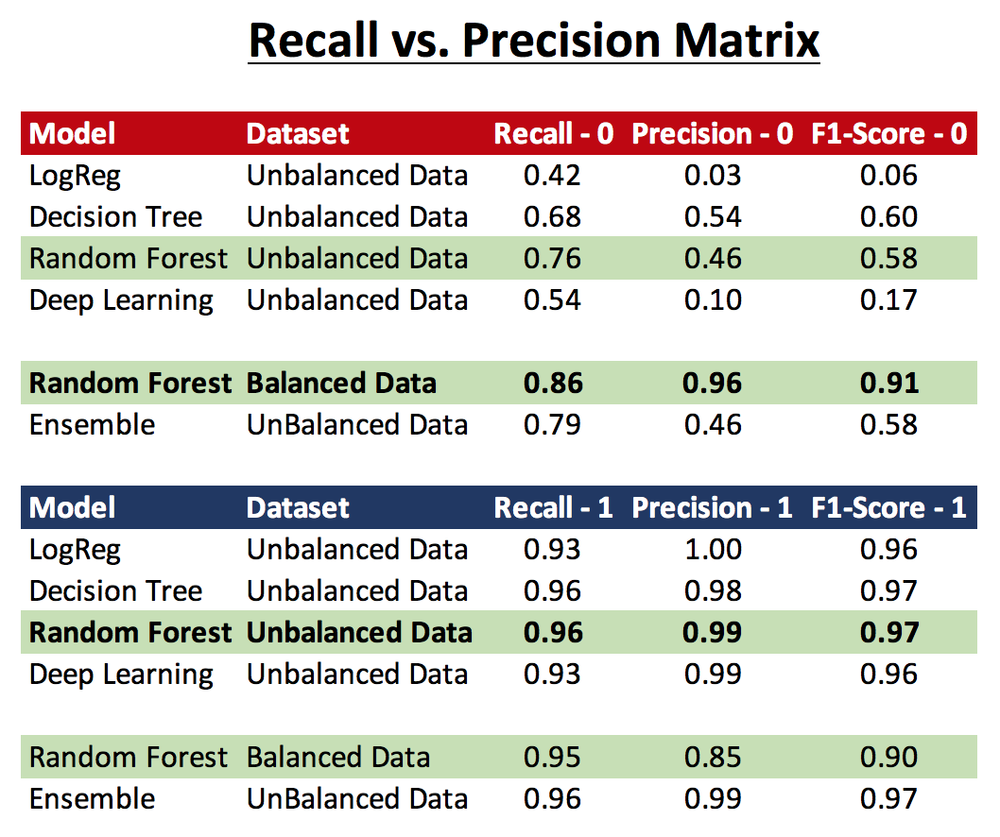 Recall vs. Precision Matrix
Model Dataset Recall - 0 Precision - 0 F1-Score - 0
LogReg Unbalanced Data 0.42 0.03 0.06
Decision Tree Unbalanced Data 0.68 0.54 0.60
Random Forest Unbalanced Data 0.76 0.46 0.58
Deep Learning Unbalanced Data 0.54 0.10 0.17
Random Forest Balanced Data 0.86 0.96 0.91
Ensemble UnBalanced Data 0.79 0.46 0.58
Model Dataset Recall - 1 Precision - 1 F1-Score - 1
LogReg Unbalanced Data 0.93 1.00 0.96
Decision Tree Unbalanced Data 0.96 0.98 0.97
Random Forest Unbalanced Data 0.96 0.99 0.97
Deep Learning Unbalanced Data 0.93 0.99 0.96
Random Forest Balanced Data 0.95 0.85 0.90
Ensemble UnBalanced Data 0.96 0.99 0.97